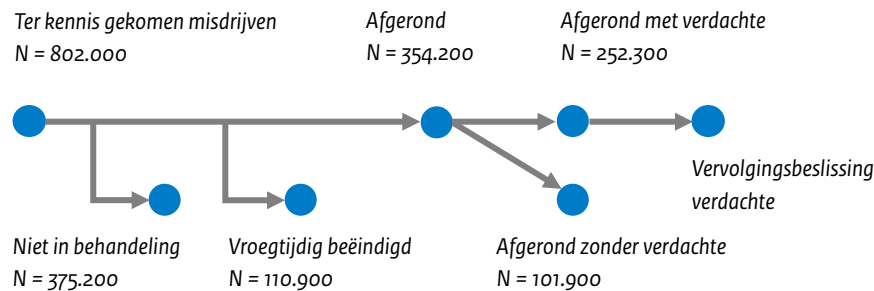 Ter kennis gekomen misdrijven
N = 802.000
Afgerond
N = 354.200
Afgerond met verdachte
N = 252.300
Vervolgingsbeslissing
verdachte
Niet in behandeling
N = 375.200
Vroegtijdig beëindigd
N = 110.900
Afgerond zonder verdachte
N = 101.900